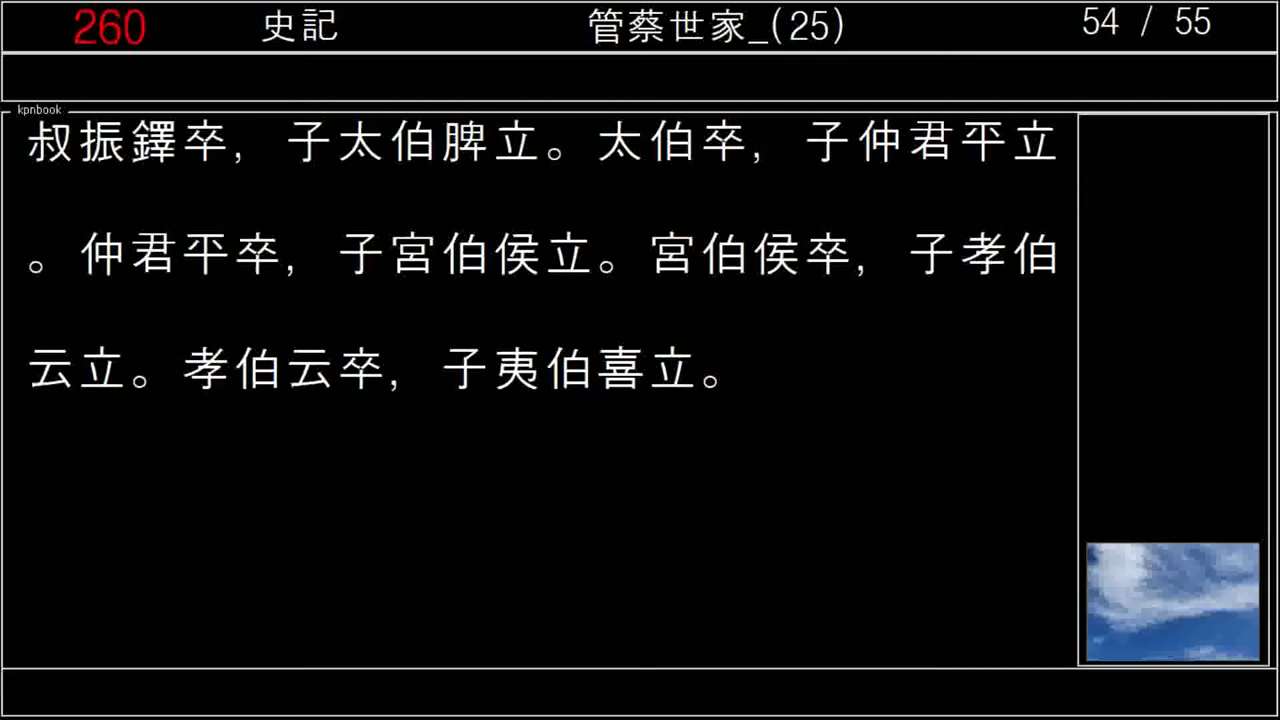 260 史記 管蔡世家_(25) 54 / 55
kpnbook
叔振鐸卒, 子太伯脾立。太伯卒, 子仲君平立
。仲君平卒, 子宮伯侯立。宮伯侯卒, 子孝伯
云立。孝伯云卒, 子夷伯喜立。